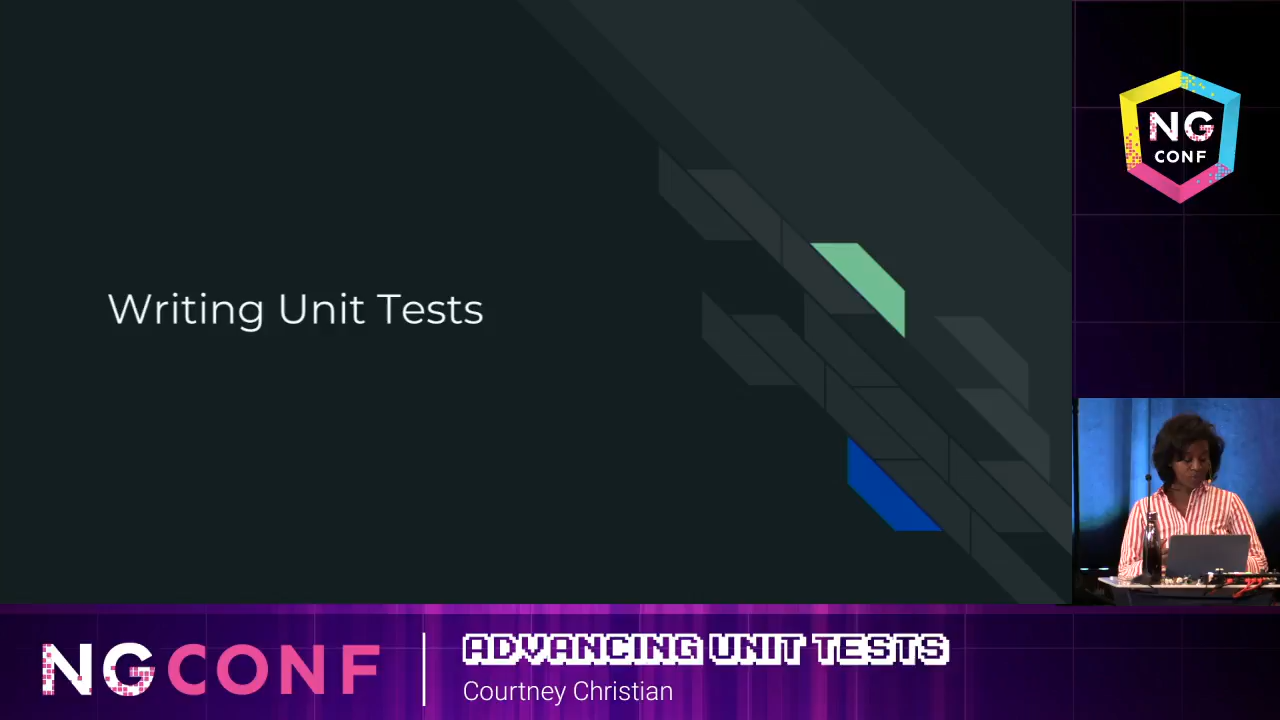 Writing Unit Tests
NG
CONF
NGCONF
ADVANCING UNIT TESTS
Courtney Christian